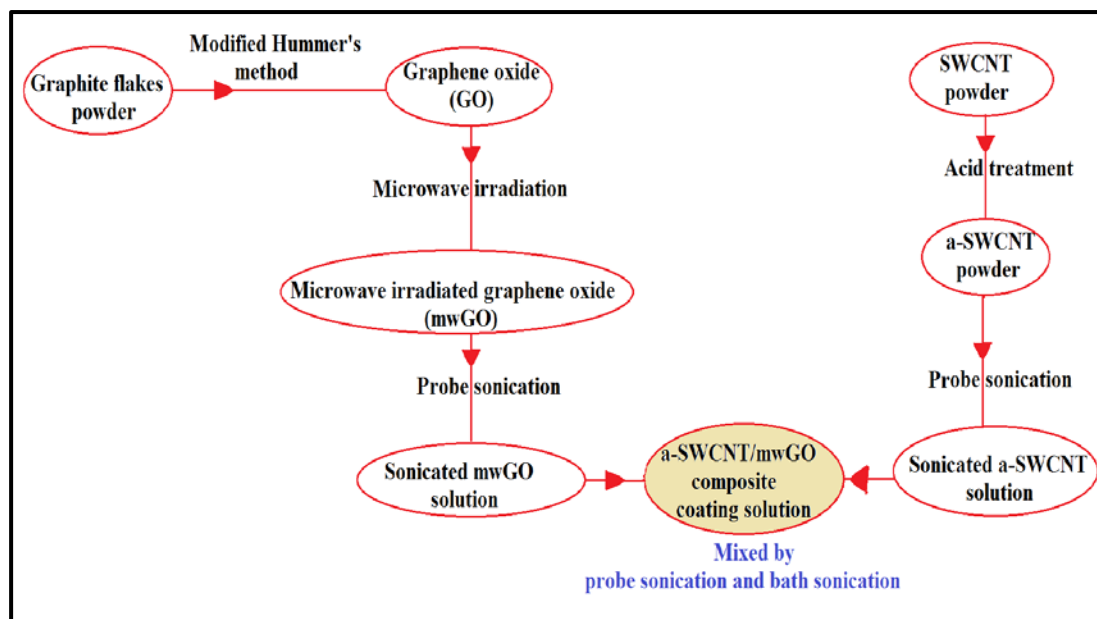 Modified Hummer's
method
Graphite flakes
powder
Graphene oxide
(GO)
SWCNT
powder
Microwave irradiation
Acid treatment
a-SWCNT
powder
Microwave irradiated graphene oxide
(mwGO)
Probe sonication
Probe sonication
Sonicated mwGO
solution
a-SWCNT/mwGO
composite
coating solution
Sonicated a-SWCNT
solution
Mixed by
probe sonication and bath sonication